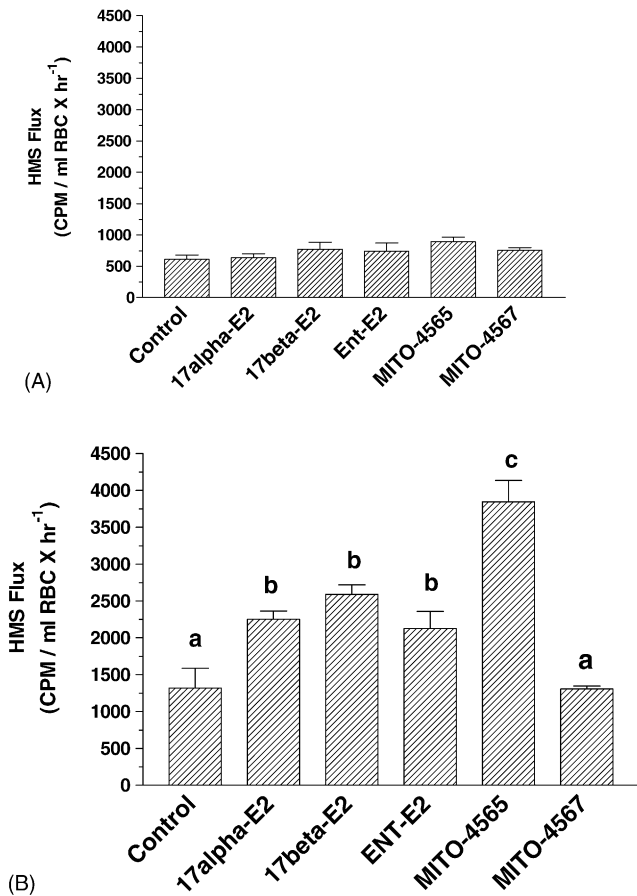 4500
4000
3500
3000
2500
2000
1500
1000
500
0
HMS Flux
(CPM / ml RBC X hr-1)
Control
17alpha-E2
17beta-E2
Ent-E2
MITO-4565
MITO-4567
(A)
4500
4000
3500
3000
2500
2000
1500
1000
500
0
HMS Flux
(CPM / ml RBC X hr-1)
a
b
b
b
c
a
Control
17alpha-E2
17beta-E2
ENT-E2
MITO-4565
MITO-4567
(B)